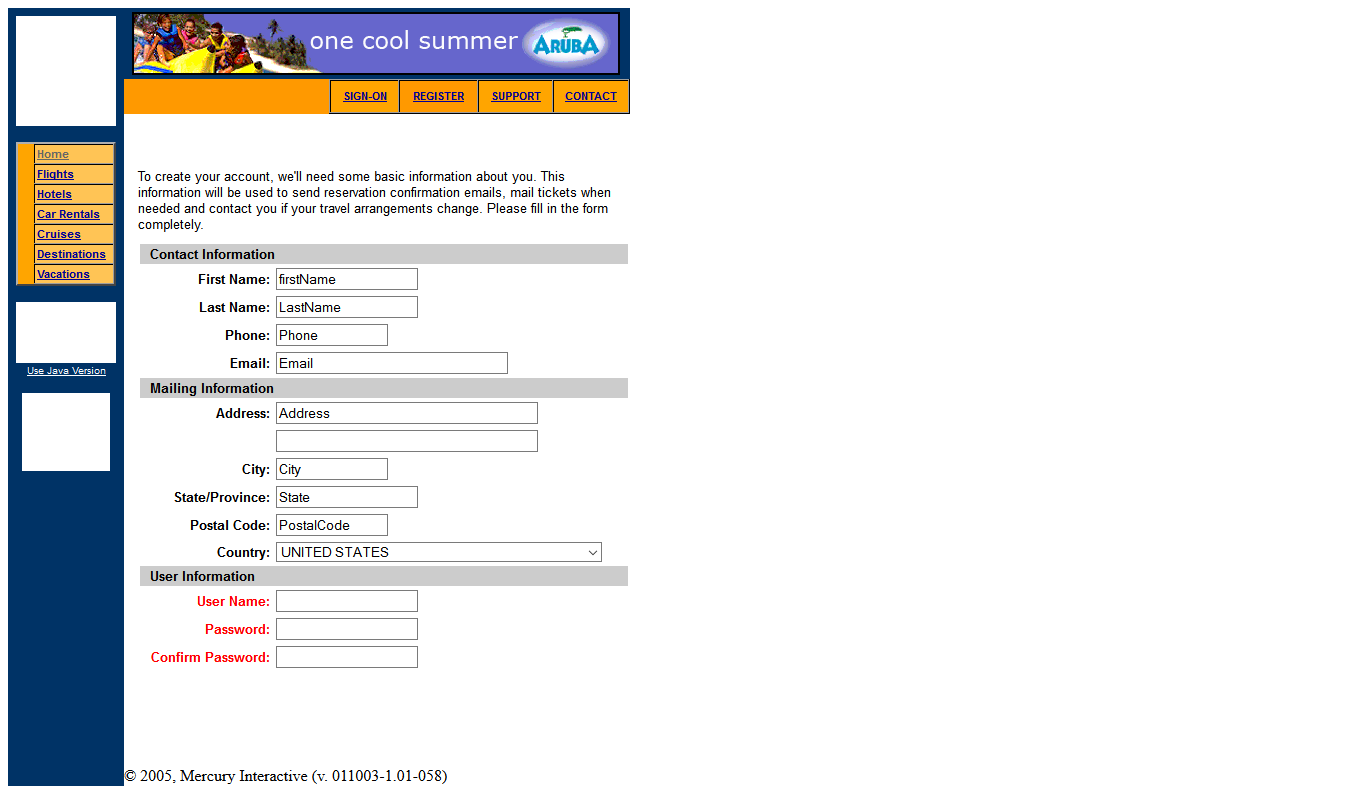 one cool summer ARUBA
SIGN-ON REGISTER SUPPORT CONTACT
Home
Flights
Hotels
Car Rentals
Cruises
Destinations
Vacations
Use Java Version
To create your account, we'll need some basic information about you. This
information will be used to send reservation confirmation emails, mail tickets when
needed and contact you if your travel arrangements change. Please fill in the form
completely.
Contact Information
First Name: firstName
Last Name: LastName
Phone: Phone
Email: Email
Mailing Information
Address: Address
City: City
State/Province: State
Postal Code: PostalCode
Country: UNITED STATES
User Information
User Name:
Password:
Confirm Password:
© 2005, Mercury Interactive (v. 011003-1.01-058)